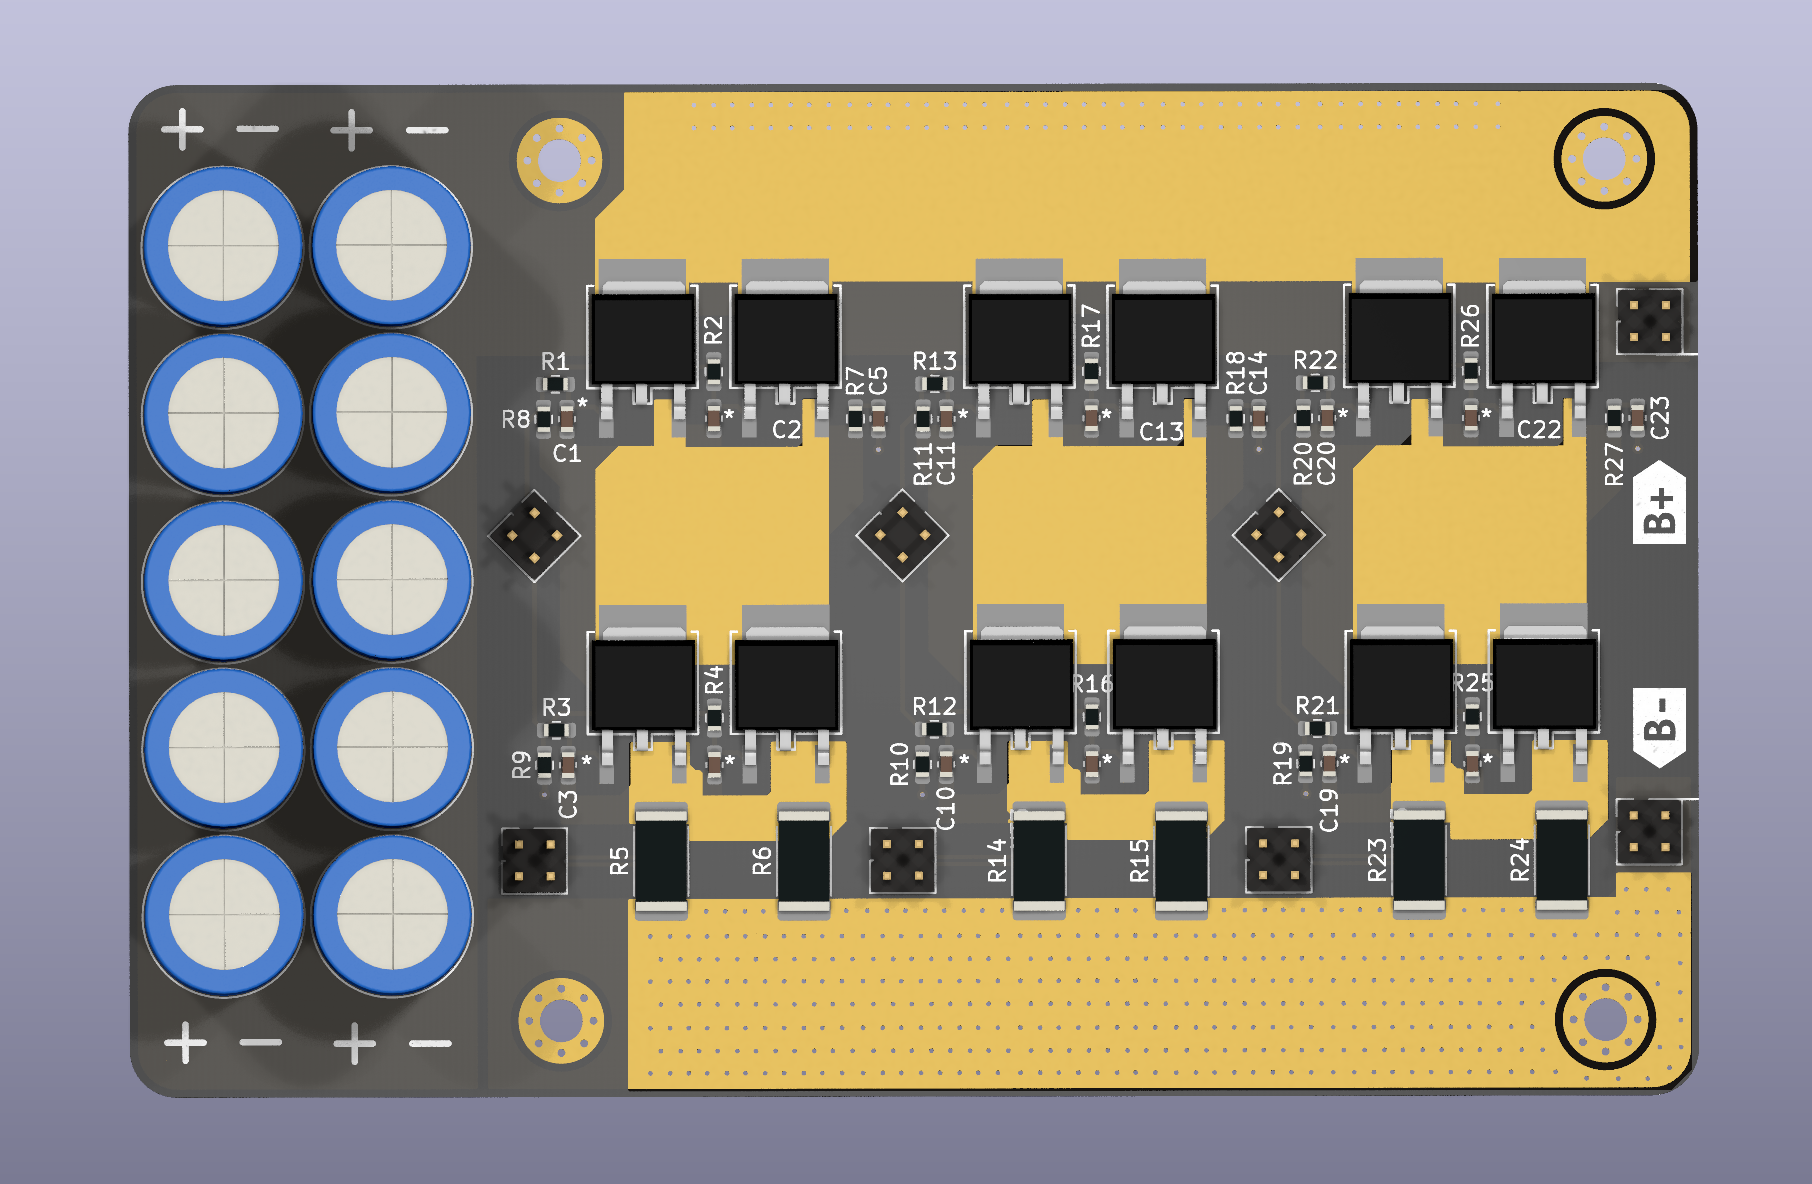 + − + −
R2 R17 R26
R1 R7 C5 R13 R18 C14 R22
R8 * * * * * *
C1 C2 C13 C22 C23
R11 C11 R20 C20 R27
B+
R4 R16 R25
R3 R12 R21
B-
R9 * * R10 * * R19 * *
C3 C10 C19
R5 R6 R14 R15 R23 R24
+ − + −